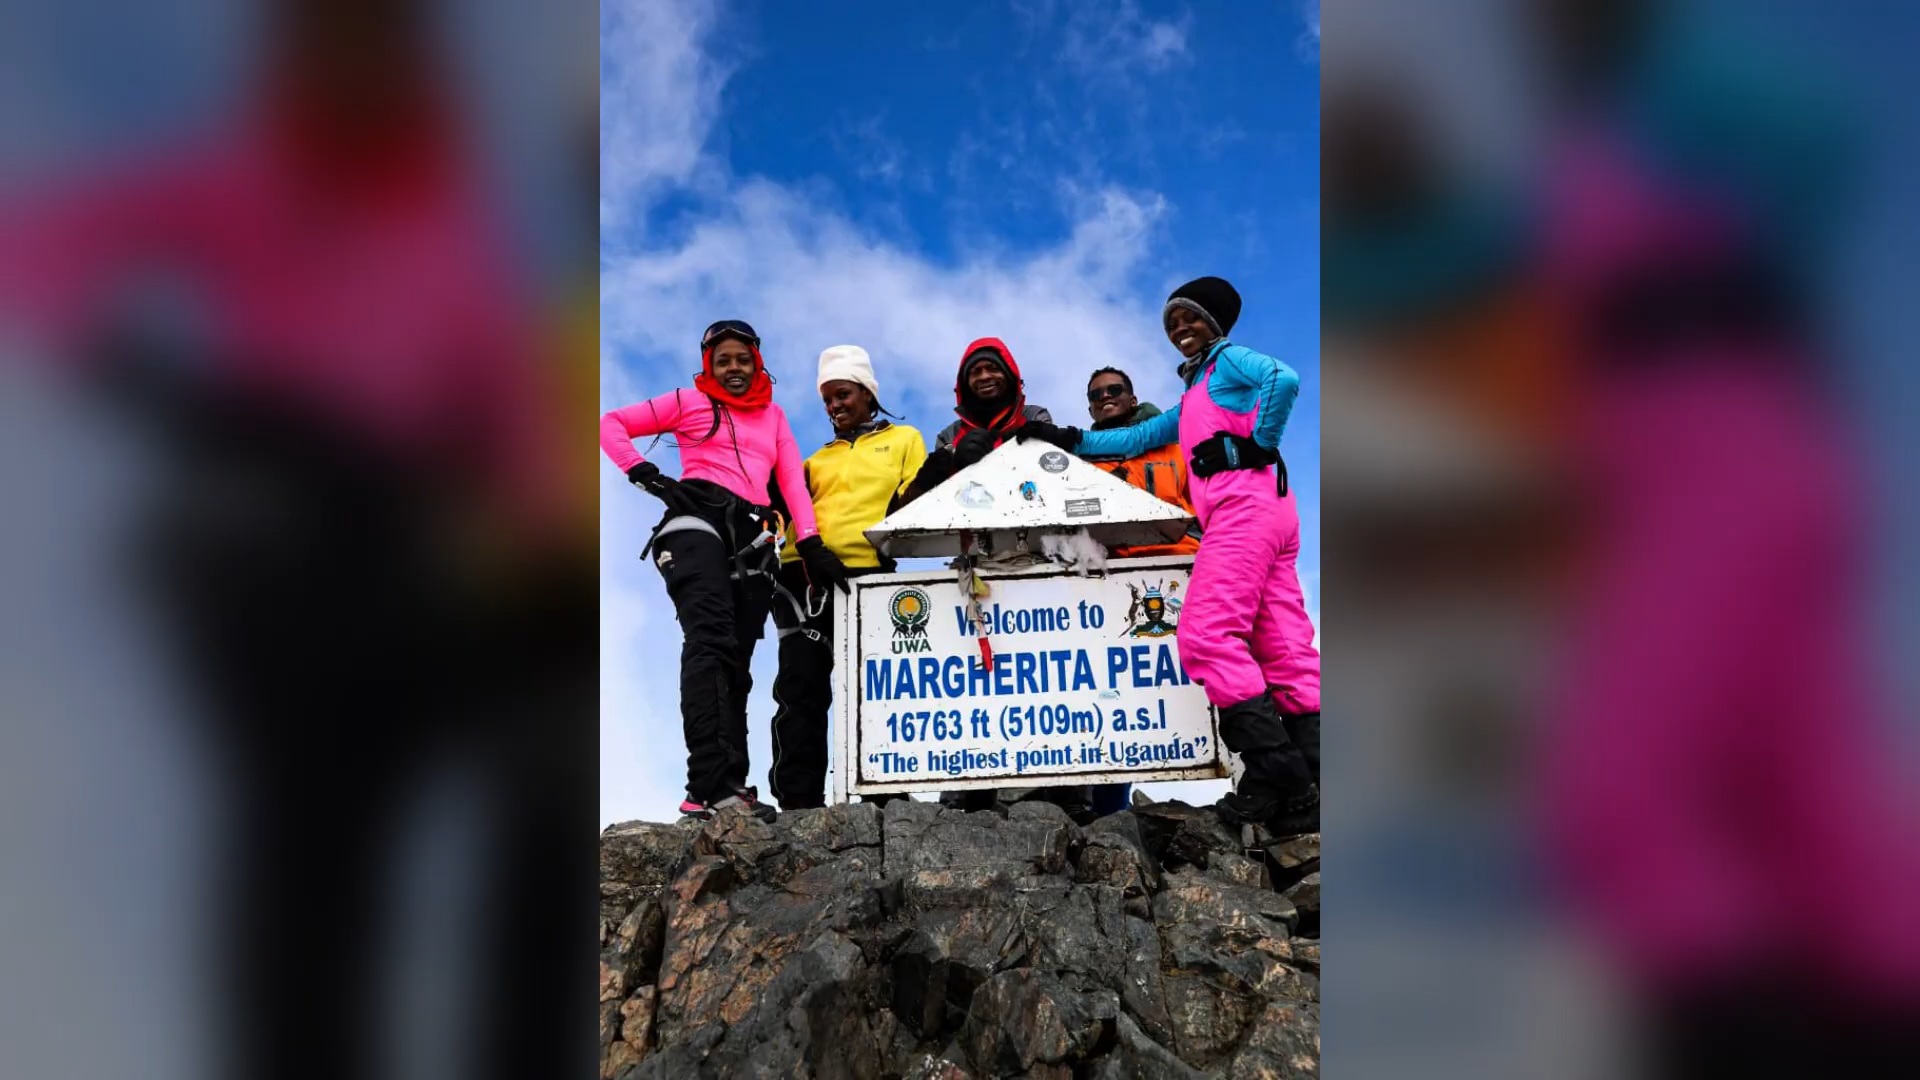 UWA
Welcome to
MARGHERITA PEA
16763 ft (5109m) a.s.l
“The highest point in Uganda”